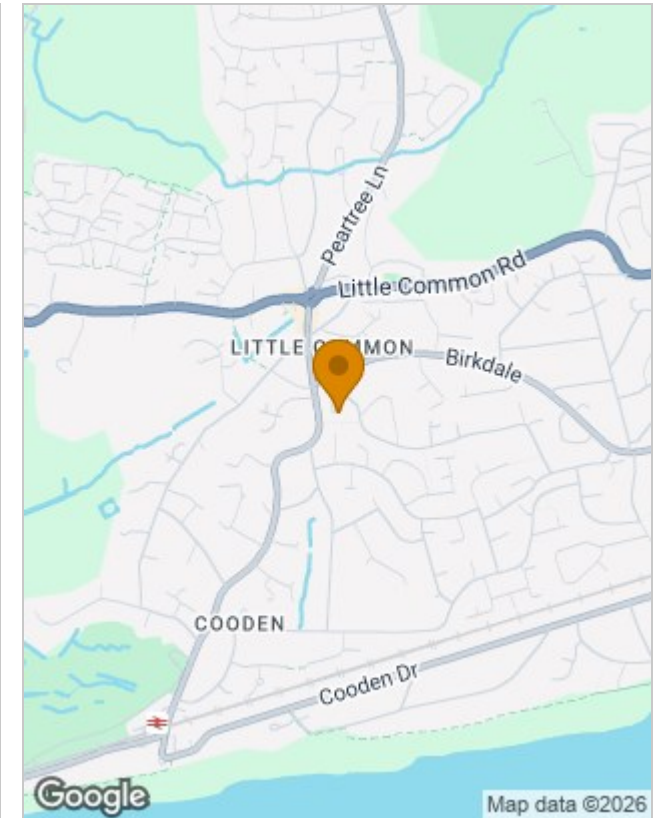 Peartree Ln
Little Common Rd
LITTLE COMMON
Birkdale
COODEN
Cooden Dr
Google
Map data ©2026